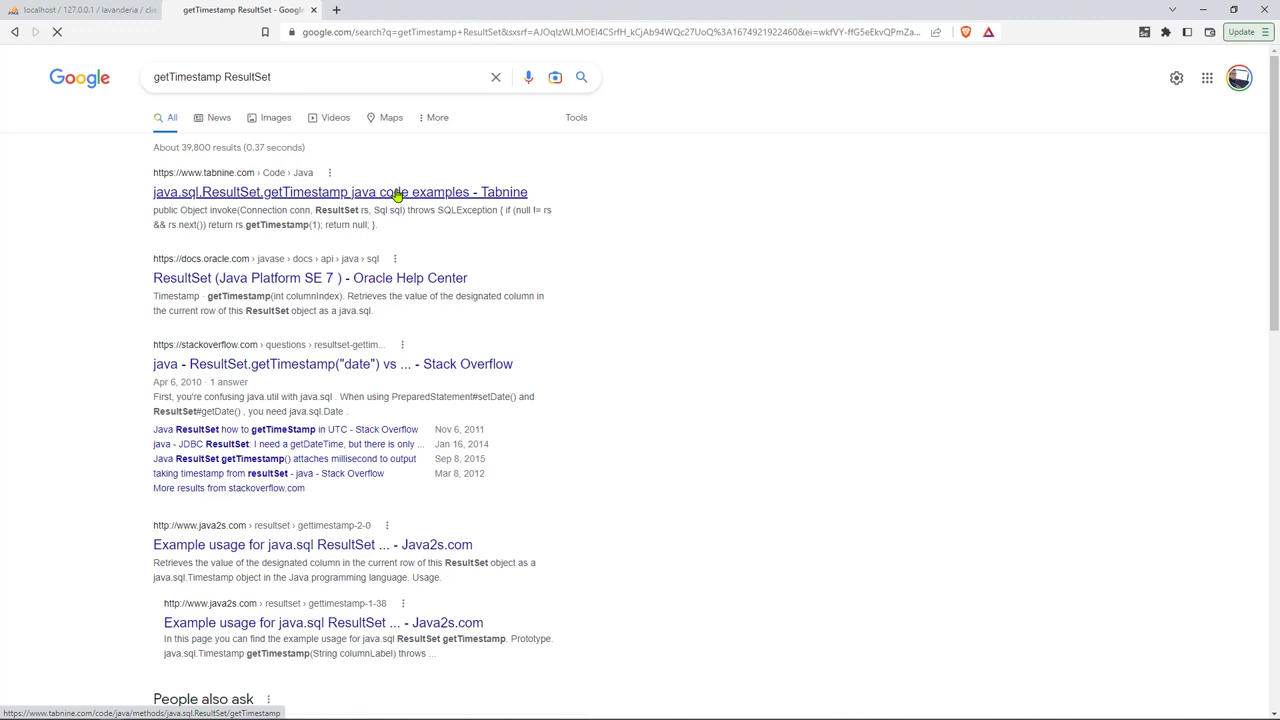 localhost / 127.0.0.1 / lavanderia / clie
getTimestamp ResultSet - Google
google.com/search?q=getTimestamp+ResultSet&sxsrf=AJOqlzWLMOEl4CSrfH_kCjAb94WQc27UoQ%3A1674921922460&ei=wkfVY-ffG5eEkvQPmZa...
Update
Google
getTimestamp ResultSet
All
News
Images
Videos
Maps
More
Tools
About 39,800 results (0.37 seconds)
https://www.tabnine.com › Code › Java
java.sql.ResultSet.getTimestamp java code examples - Tabnine
public Object invoke(Connection conn, ResultSet rs, Sql sql) throws SQLException { if (null != rs
&& rs.next()) return rs.getTimestamp(1); return null; }.
https://docs.oracle.com › javase › docs › api › java › sql
ResultSet (Java Platform SE 7 ) - Oracle Help Center
Timestamp · getTimestamp(int columnIndex). Retrieves the value of the designated column in
the current row of this ResultSet object as a java.sql.
https://stackoverflow.com › questions › resultset-gettim...
java - ResultSet.getTimestamp("date") vs ... - Stack Overflow
Apr 6, 2010 · 1 answer
First, you're confusing java.util with java.sql . When using PreparedStatement#setDate() and
ResultSet#getDate() , you need java.sql.Date .
Java ResultSet how to getTimeStamp in UTC - Stack Overflow Nov 6, 2011
java - JDBC ResultSet: I need a getDateTime, but there is only ... Jan 16, 2014
Java ResultSet getTimestamp() attaches millisecond to output Sep 8, 2015
taking timestamp from resultSet - java - Stack Overflow Mar 8, 2012
More results from stackoverflow.com
http://www.java2s.com › resultset › gettimestamp-2-0
Example usage for java.sql ResultSet ... - Java2s.com
Retrieves the value of the designated column in the current row of this ResultSet object as a
java.sql.Timestamp object in the Java programming language. Usage.
http://www.java2s.com › resultset › gettimestamp-1-38
Example usage for java.sql ResultSet ... - Java2s.com
In this page you can find the example usage for java.sql ResultSet getTimestamp. Prototype.
java.sql.Timestamp getTimestamp(String columnLabel) throws ...
People also ask
https://www.tabnine.com/code/java/methods/java.sql.ResultSet/getTimestamp